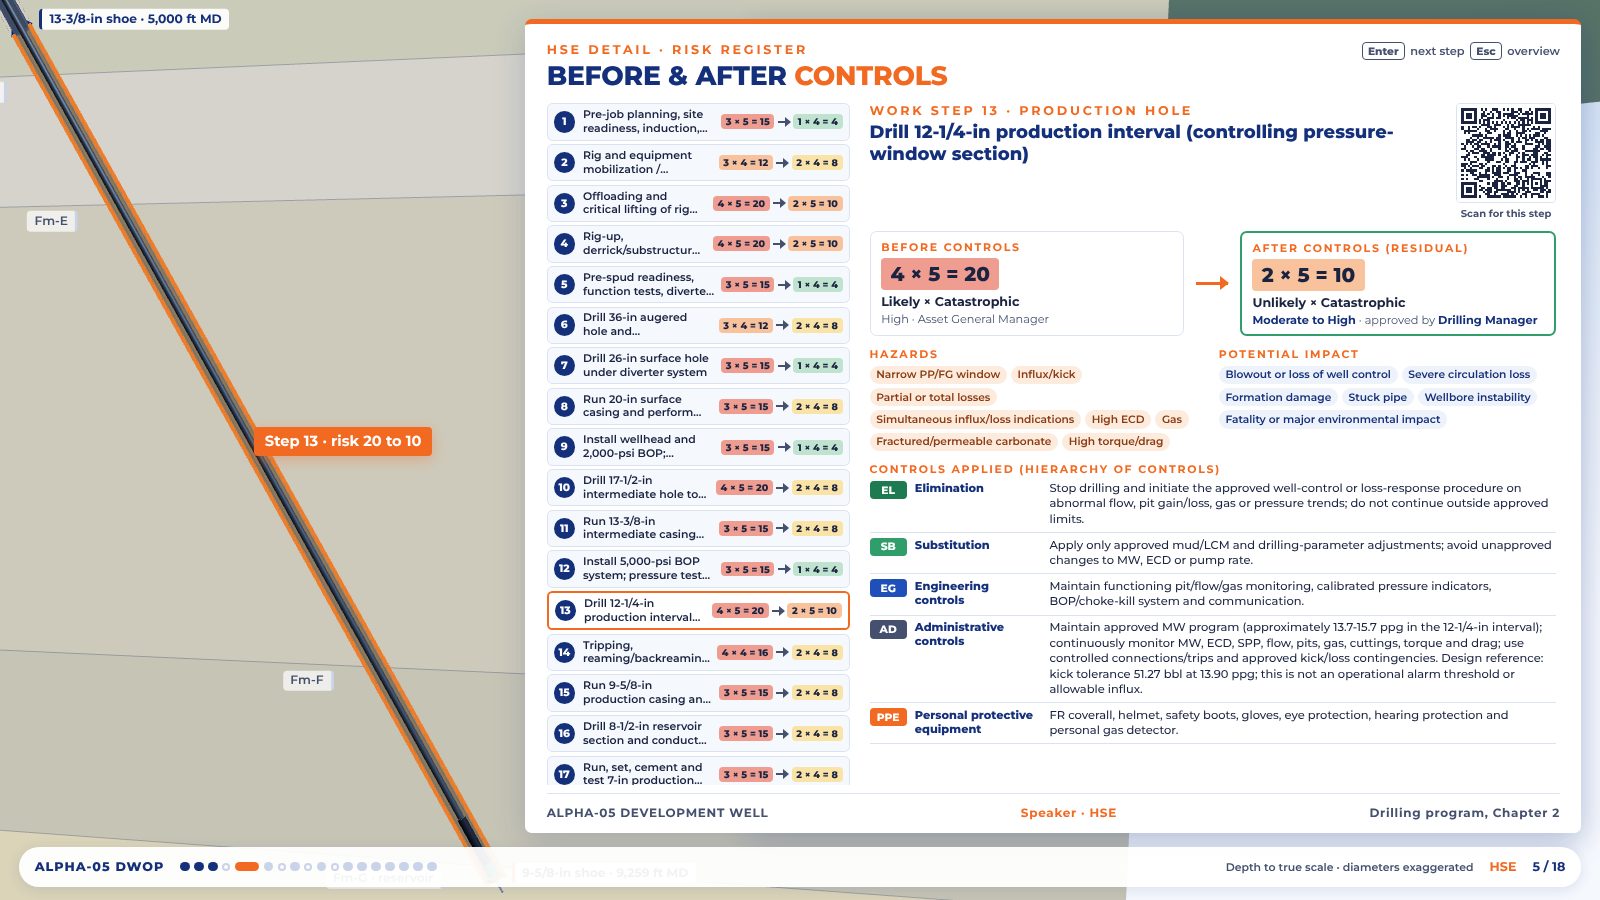 13-3/8-in shoe · 5,000 ft MD
Fm-E
Step 13 · risk 20 to 10
Fm-F
HSE DETAIL · RISK REGISTER
BEFORE & AFTER CONTROLS
Enter next step Esc overview
1 Pre-job planning, site readiness, induction,... 3 × 5 = 15 → 1 × 4 = 4
2 Rig and equipment mobilization /... 3 × 4 = 12 → 2 × 4 = 8
3 Offloading and critical lifting of rig... 4 × 5 = 20 → 2 × 5 = 10
4 Rig-up, derrick/substructur... 4 × 5 = 20 → 2 × 5 = 10
5 Pre-spud readiness, function tests, diverte... 3 × 5 = 15 → 1 × 4 = 4
6 Drill 36-in augered hole and... 3 × 4 = 12 → 2 × 4 = 8
7 Drill 26-in surface hole under diverter system 3 × 5 = 15 → 1 × 4 = 4
8 Run 20-in surface casing and perform... 3 × 5 = 15 → 2 × 4 = 8
9 Install wellhead and 2,000-psi BOP;... 3 × 5 = 15 → 1 × 4 = 4
10 Drill 17-1/2-in intermediate hole to... 4 × 5 = 20 → 2 × 4 = 8
11 Run 13-3/8-in intermediate casing... 3 × 5 = 15 → 2 × 4 = 8
12 Install 5,000-psi BOP system; pressure test... 3 × 5 = 15 → 1 × 4 = 4
13 Drill 12-1/4-in production interval... 4 × 5 = 20 → 2 × 5 = 10
14 Tripping, reaming/backreamin... 4 × 4 = 16 → 2 × 4 = 8
15 Run 9-5/8-in production casing an... 3 × 5 = 15 → 2 × 4 = 8
16 Drill 8-1/2-in reservoir section and conduct... 3 × 5 = 15 → 2 × 4 = 8
17 Run, set, cement and test 7-in production... 3 × 5 = 15 → 2 × 4 = 8
WORK STEP 13 · PRODUCTION HOLE
Drill 12-1/4-in production interval (controlling pressure-
window section)
Scan for this step
BEFORE CONTROLS
4 × 5 = 20
Likely × Catastrophic
High · Asset General Manager
AFTER CONTROLS (RESIDUAL)
2 × 5 = 10
Unlikely × Catastrophic
Moderate to High · approved by Drilling Manager
HAZARDS
Narrow PP/FG window Influx/kick
Partial or total losses
Simultaneous influx/loss indications High ECD Gas
Fractured/permeable carbonate High torque/drag
POTENTIAL IMPACT
Blowout or loss of well control Severe circulation loss
Formation damage Stuck pipe Wellbore instability
Fatality or major environmental impact
CONTROLS APPLIED (HIERARCHY OF CONTROLS)
EL Elimination
Stop drilling and initiate the approved well-control or loss-response procedure on
abnormal flow, pit gain/loss, gas or pressure trends; do not continue outside approved
limits.
SB Substitution
Apply only approved mud/LCM and drilling-parameter adjustments; avoid unapproved
changes to MW, ECD or pump rate.
EG Engineering controls
Maintain functioning pit/flow/gas monitoring, calibrated pressure indicators,
BOP/choke-kill system and communication.
AD Administrative controls
Maintain approved MW program (approximately 13.7-15.7 ppg in the 12-1/4-in interval);
continuously monitor MW, ECD, SPP, flow, pits, gas, cuttings, torque and drag; use
controlled connections/trips and approved kick/loss contingencies. Design reference:
kick tolerance 51.27 bbl at 13.90 ppg; this is not an operational alarm threshold or
allowable influx.
PPE Personal protective equipment
FR coverall, helmet, safety boots, gloves, eye protection, hearing protection and
personal gas detector.
ALPHA-05 DEVELOPMENT WELL
Speaker · HSE
Drilling program, Chapter 2
ALPHA-05 DWOP
Fm-G · reservoir
9-5/8-in shoe · 9,259 ft MD
Depth to true scale · diameters exaggerated
HSE 5 / 18